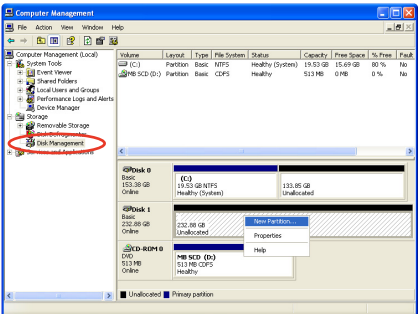 Computer Management
File Action View Window Help
Computer Management (Local)
System Tools
Event Viewer
Shared Folders
Local Users and Groups
Performance Logs and Alerts
Device Manager
Storage
Removable Storage
Disk Defragmenter
Disk Management
Services and Applications
Volume Layout Type File System Status Capacity Free Space % Free Fault
(C:) Partition Basic NTFS Healthy (System) 19.53 GB 15.69 GB 80 % No
MB SCD (D:) Partition Basic CDFS Healthy 513 MB 0 MB 0 % No
Disk 0
Basic
153.38 GB
Online
(C:)
19.53 GB NTFS
Healthy (System)
133.85 GB
Unallocated
Disk 1
Basic
232.88 GB
Online
232.88 GB
Unallocated
New Partition...
Properties
Help
CD-ROM 0
DVD
513 MB
Online
MB SCD (D:)
513 MB CDFS
Healthy
Unallocated Primary partition